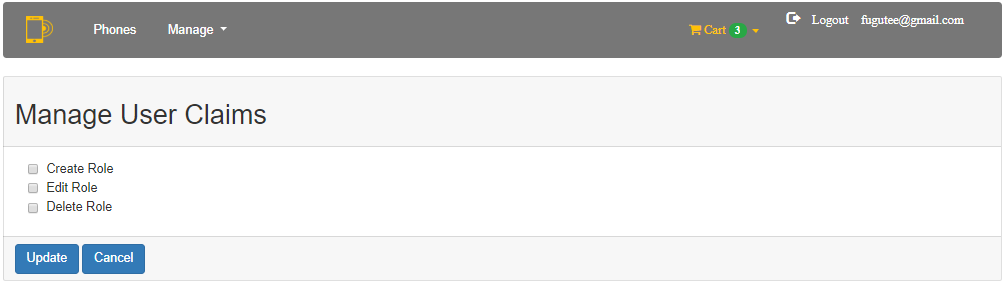 Phones Manage Cart 3 Logout fugutee@gmail.com
Manage User Claims
Create Role
Edit Role
Delete Role
Update Cancel